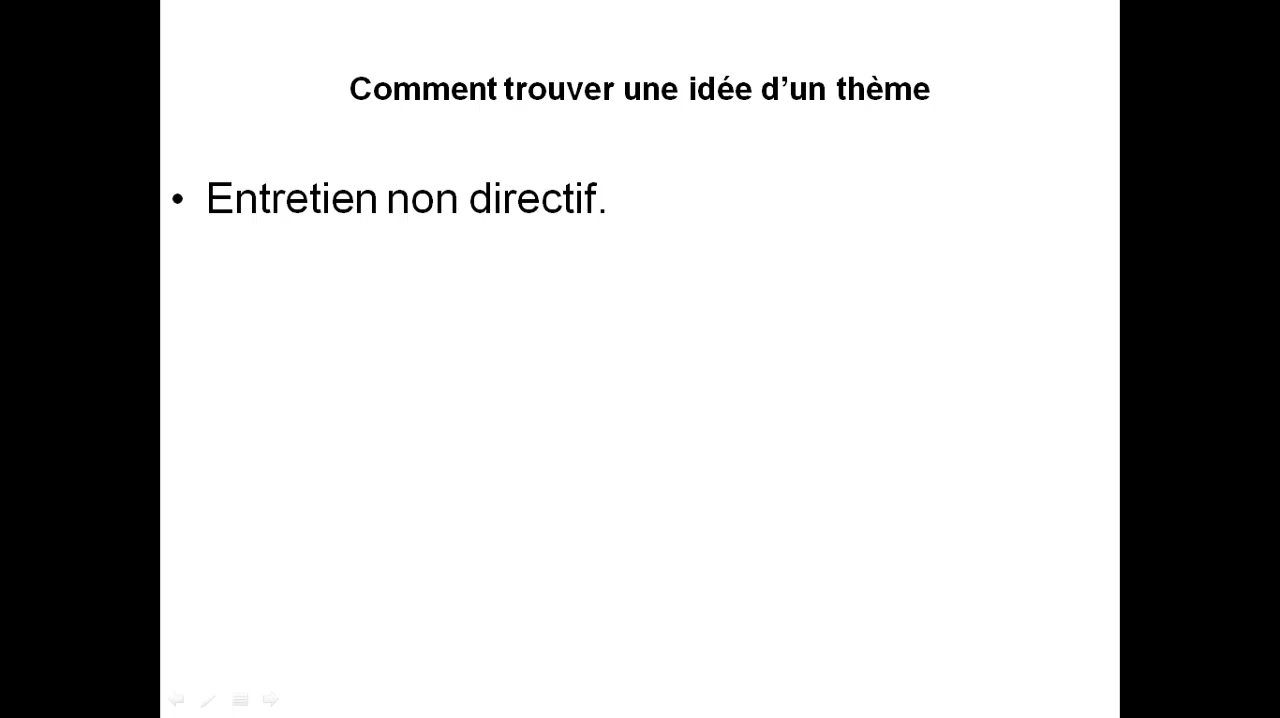 Comment trouver une idée d’un thème
• Entretien non directif.